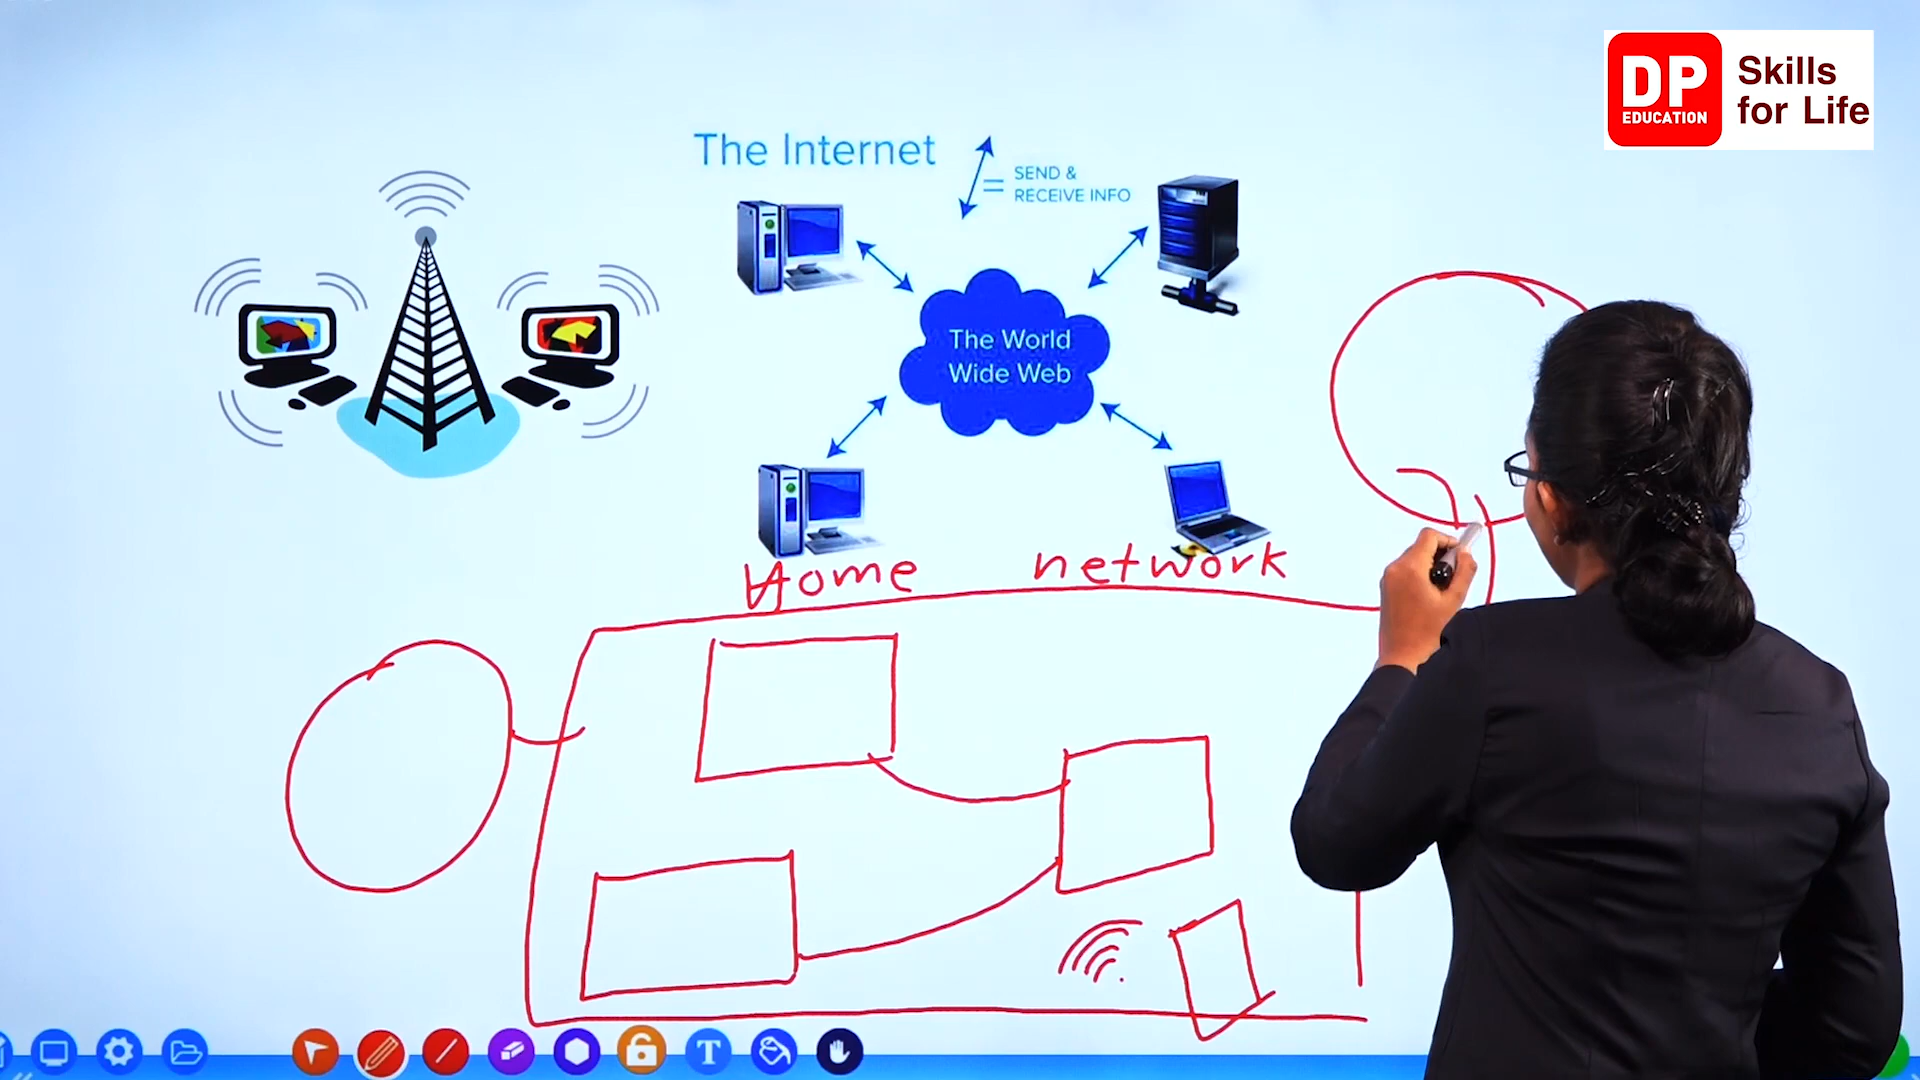 DP
EDUCATION
Skills
for Life
The Internet
=
SEND &
RECEIVE INFO
The World
Wide Web
Home network
T